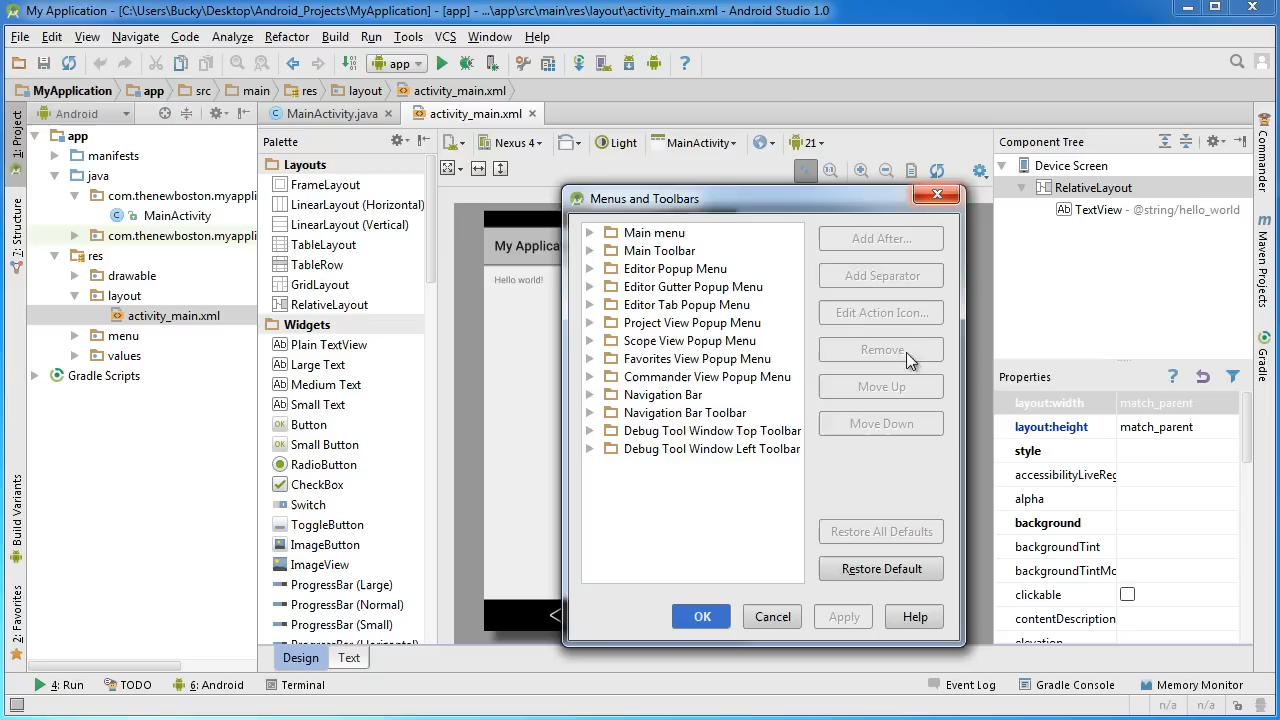 MyApplication - [C:\Users\Bucky\Desktop\Android_Projects\MyApplication] - [app] - ...\app\src\main\res\layout\activity_main.xml - Android Studio 1.0
File Edit View Navigate Code Analyze Refactor Build Run Tools VCS Window Help
app
MyApplication app src main res layout activity_main.xml
Android
MainActivity.java
activity_main.xml
1: Project
7: Structure
Build Variants
2: Favorites
app
manifests
java
com.thenewboston.myappli
MainActivity
com.thenewboston.myappli
res
drawable
layout
activity_main.xml
menu
values
Gradle Scripts
Palette
Layouts
FrameLayout
LinearLayout (Horizontal)
LinearLayout (Vertical)
TableLayout
TableRow
GridLayout
RelativeLayout
Widgets
Plain TextView
Large Text
Medium Text
Small Text
Button
Small Button
RadioButton
CheckBox
Switch
ToggleButton
ImageButton
ImageView
ProgressBar (Large)
ProgressBar (Normal)
ProgressBar (Small)
ProgressBar (Horizontal)
Design Text
Nexus 4 Light MainActivity 21
My Applica
Hello world!
Menus and Toolbars
Main menu
Main Toolbar
Editor Popup Menu
Editor Gutter Popup Menu
Editor Tab Popup Menu
Project View Popup Menu
Scope View Popup Menu
Favorites View Popup Menu
Commander View Popup Menu
Navigation Bar
Navigation Bar Toolbar
Debug Tool Window Top Toolbar
Debug Tool Window Left Toolbar
Add After...
Add Separator
Edit Action Icon...
Remove
Move Up
Move Down
Restore All Defaults
Restore Default
OK Cancel Apply Help
Component Tree
Device Screen
RelativeLayout
TextView - @string/hello_world
Properties
layout:width match_parent
layout:height match_parent
style
accessibilityLiveReg
alpha
background
backgroundTint
backgroundTintMo
clickable
contentDescription
elevation
Commander
Maven Projects
Gradle
4: Run TODO 6: Android Terminal Event Log Gradle Console Memory Monitor
n/a n/a